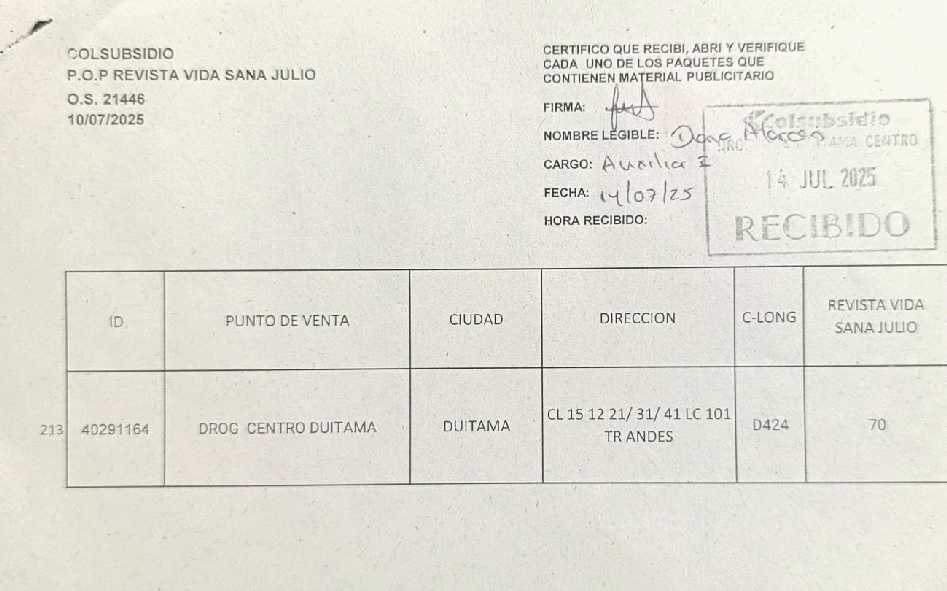 COLSUBSIDIO
P.O.P REVISTA VIDA SANA JULIO
O.S. 21446
10/07/2025
CERTIFICO QUE RECIBI, ABRI Y VERIFIQUE
CADA UNO DE LOS PAQUETES QUE
CONTIENEN MATERIAL PUBLICITARIO
FIRMA:
NOMBRE LEGIBLE:
CARGO: Auxiliar I
FECHA: 14/07/25
HORA RECIBIDO:
Colsubsidio
CENTRO
14 JUL 2025
RECIBIDO
ID PUNTO DE VENTA CIUDAD DIRECCION C-LONG REVISTA VIDA
SANA JULIO
213 40291164 DROG CENTRO DUITAMA DUITAMA CL 15 12 21/ 31/ 41 LC 101 D424 70
TR ANDES